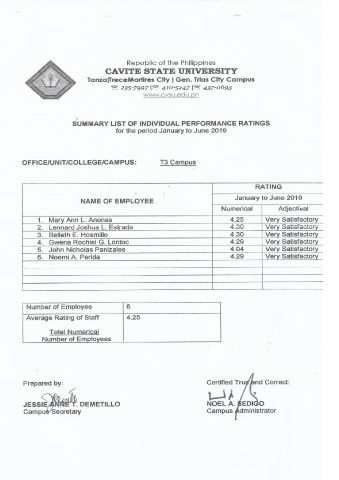 Republic of the Philippines
CAVITE STATE UNIVERSITY
Tanza|TreceMartires City | Gen. Trias City Campus
☏ 235-7997 |☏ 410-5247 |☏ 437-0693
www.cvsu.edu.ph
SUMMARY LIST OF INDIVIDUAL PERFORMANCE RATINGS
for the period January to June 2019
OFFICE/UNIT/COLLEGE/CAMPUS: T3 Campus
NAME OF EMPLOYEE RATING
January to June 2019
Numerical Adjectival
1. Mary Ann L. Anonas 4.25 Very Satisfactory
2. Lennard Joshua L. Estrada 4.30 Very Satisfactory
3. Belleth E. Hosmillo 4.30 Very Satisfactory
4. Gwena Rochiel G. Lontoc 4.29 Very Satisfactory
5. John Nicholas Panizales 4.04 Very Satisfactory
6. Noemi A. Perida 4.29 Very Satisfactory
Number of Employee 6
Average Rating of Staff 4.25
Total Numerical
Number of Employees
Prepared by: Certified True and Correct:
JESSIE ANNE T. DEMETILLO NOEL A. SEDIGO
Campus Secretary Campus Administrator